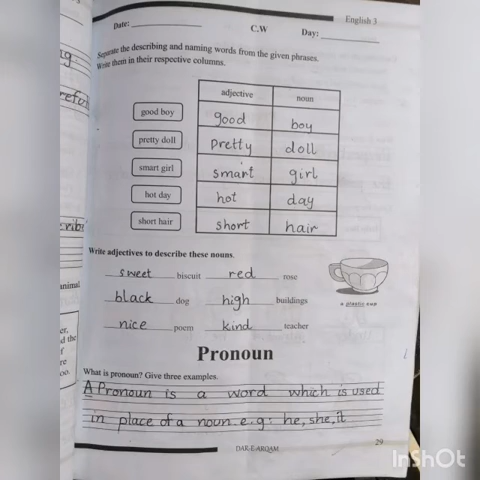 English 3
Date: ____________ C.W Day: ____________
Separate the describing and naming words from the given phrases.
Write them in their respective columns.
adjective noun
good boy good boy
pretty doll pretty doll
smart girl smart girl
hot day hot day
short hair short hair
Write adjectives to describe these nouns.
sweet biscuit red rose
black dog high buildings
nice poem kind teacher
a plastic cup
Pronoun
What is pronoun? Give three examples.
A Pronoun is a word which is used
in place of a noun e.g: he, she, it
DAR-E-ARQAM
29
InShOt
animal